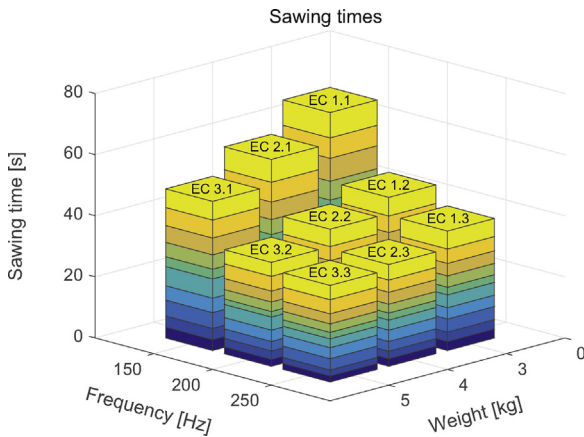 Sawing times
80
60
40
20
0
Sawing time [s]
EC 1.1
EC 2.1
EC 3.1
EC 1.2
EC 2.2
EC 1.3
EC 3.2
EC 2.3
EC 3.3
150
200
250
Frequency [Hz]
5
4
3
0
Weight [kg]